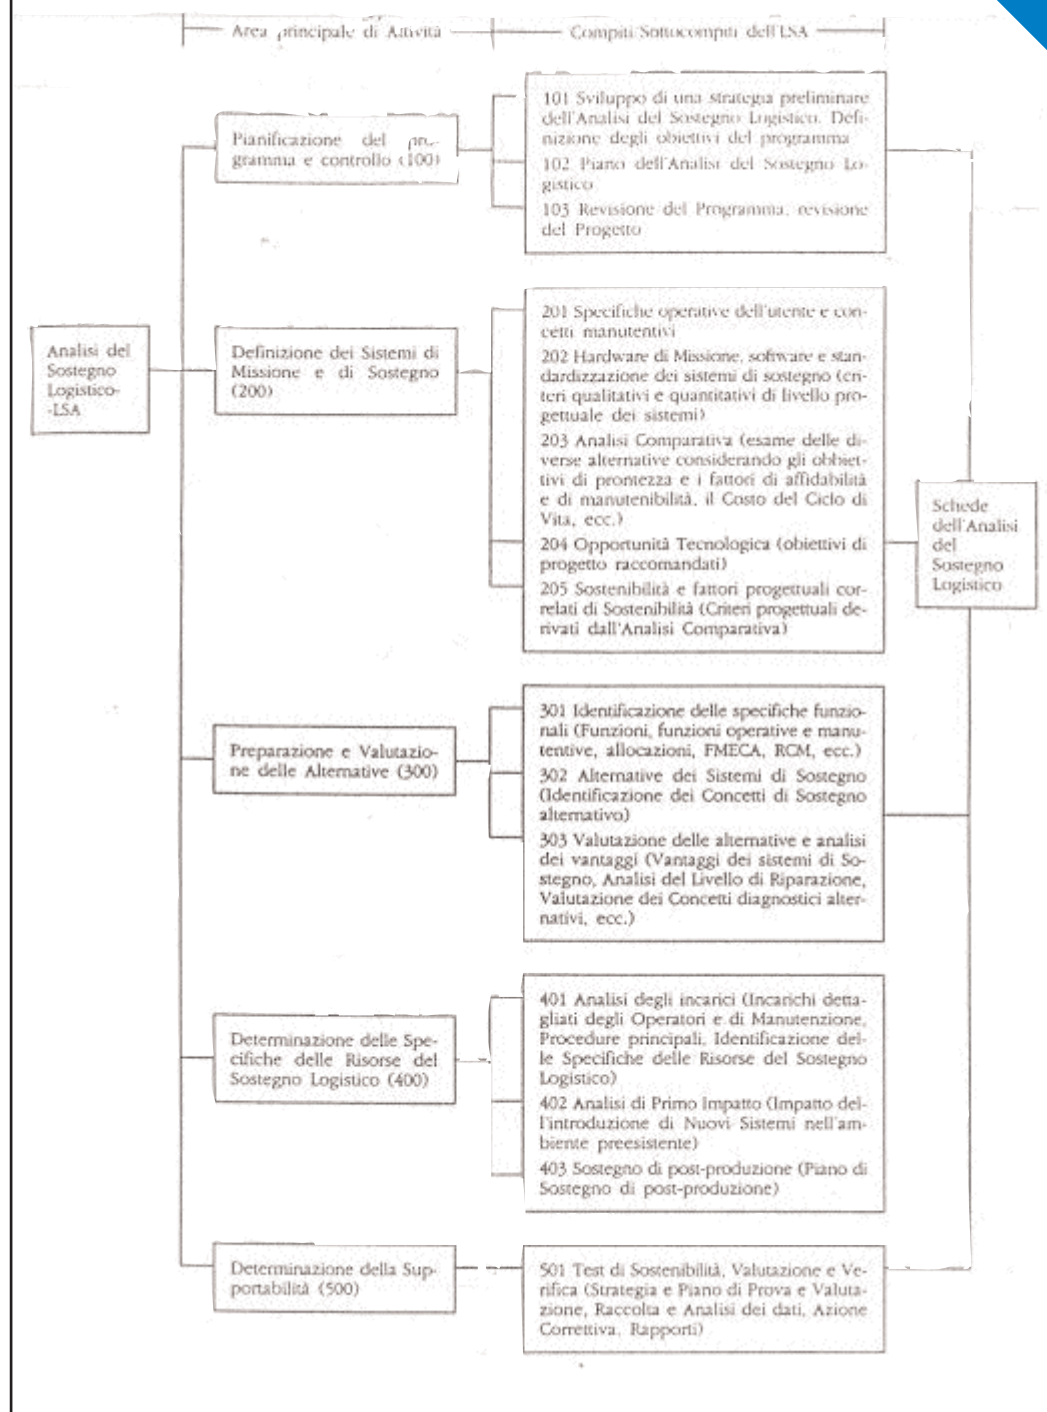 Area principale di Attività
Compiti Sottocompiti dell'LSA
Analisi del
Sostegno
Logistico-
-LSA
Pianificazione del pro-
gramma e controllo (100)
101 Sviluppo di una strategia preliminare
dell'Analisi del Sostegno Logistico. Defi-
nizione degli obiettivi del programma
102 Piano dell'Analisi del Sostegno Lo-
gistico
103 Revisione del Programma, revisione
del Progetto
Definizione dei Sistemi di
Missione e di Sostegno
(200)
201 Specifiche operative dell'utente e con-
cetti manutentivi
202 Hardware di Missione, software e stan-
dardizzazione dei sistemi di sostegno (cri-
teri qualitativi e quantitativi di livello pro-
gettuale dei sistemi)
203 Analisi Comparativa (esame delle di-
verse alternative considerando gli obbiet-
tivi di prontezza e i fattori di affidabilità
e di manutenibilità, il Costo del Ciclo di
Vita, ecc.)
204 Opportunità Tecnologica (obiettivi di
progetto raccomandati)
205 Sostenibilità e fattori progettuali cor-
relati di Sostenibilità (Criteri progettuali de-
rivati dall'Analisi Comparativa)
Schede
dell'Analisi
del
Sostegno
Logistico
Preparazione e Valutazio-
ne delle Alternative (300)
301 Identificazione delle specifiche funzio-
nali (Funzioni, funzioni operative e manu-
tentive, allocazioni, FMECA, RCM, ecc.)
302 Alternative dei Sistemi di Sostegno
(Identificazione dei Concetti di Sostegno
alternativo)
303 Valutazione delle alternative e analisi
dei vantaggi (Vantaggi dei sistemi di So-
stegno, Analisi del Livello di Riparazione,
Valutazione dei Concetti diagnostici alter-
nativi, ecc.)
Determinazione delle Spe-
cifiche delle Risorse del
Sostegno Logistico (400)
401 Analisi degli incarici (Incarichi detta-
gliati degli Operatori e di Manutenzione,
Procedure principali, Identificazione del-
le Specifiche delle Risorse del Sostegno
Logistico)
402 Analisi di Primo Impatto (Impatto del-
l'introduzione di Nuovi Sistemi nell'am-
biente preesistente)
403 Sostegno di post-produzione (Piano di
Sostegno di post-produzione)
Determinazione della Sup-
portabilità (500)
501 Test di Sostenibilità, Valutazione e Ve-
rifica (Strategia e Piano di Prova e Valuta-
zione, Raccolta e Analisi dei dati, Azione
Correttiva, Rapporti)